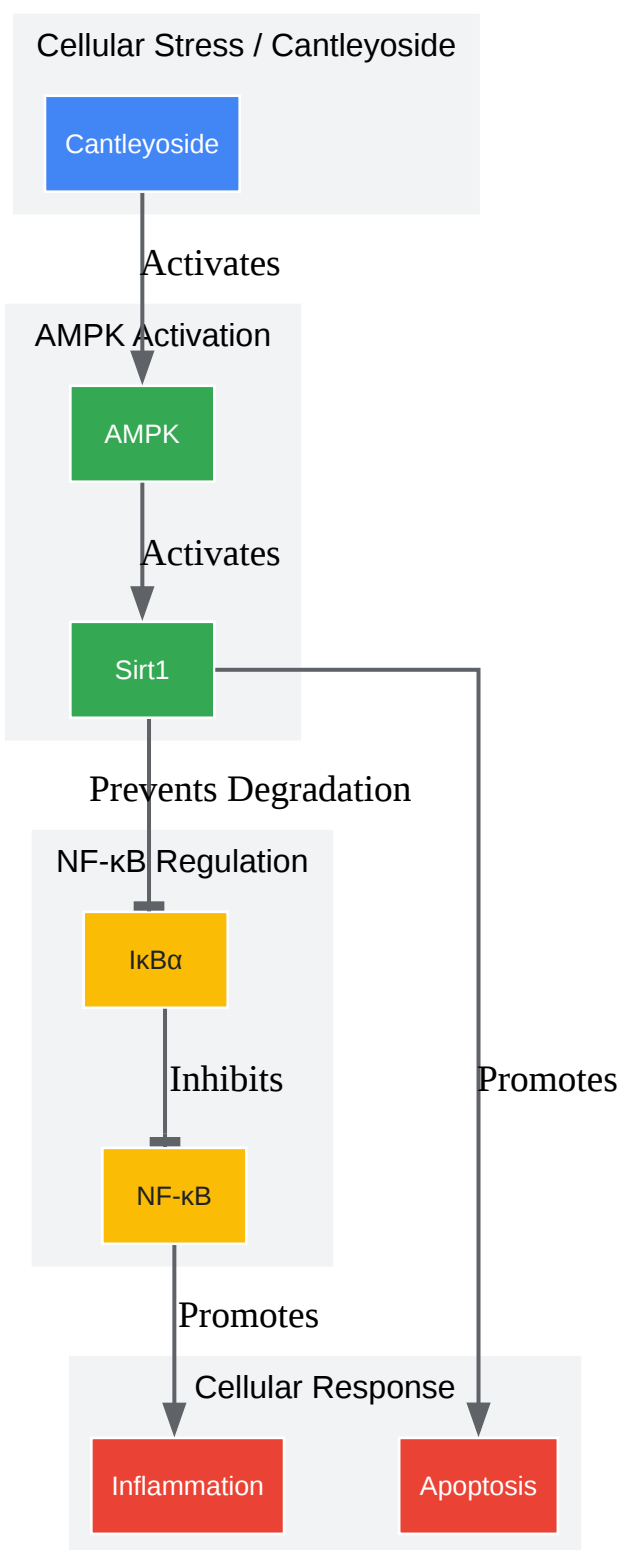 Cellular Stress / Cantleyoside
Cantleyoside
Activates
AMPK Activation
AMPK
Activates
Sirt1
Prevents Degradation
NF-κB Regulation
IκBα
Inhibits
Promotes
NF-κB
Promotes
Cellular Response
Inflammation
Apoptosis